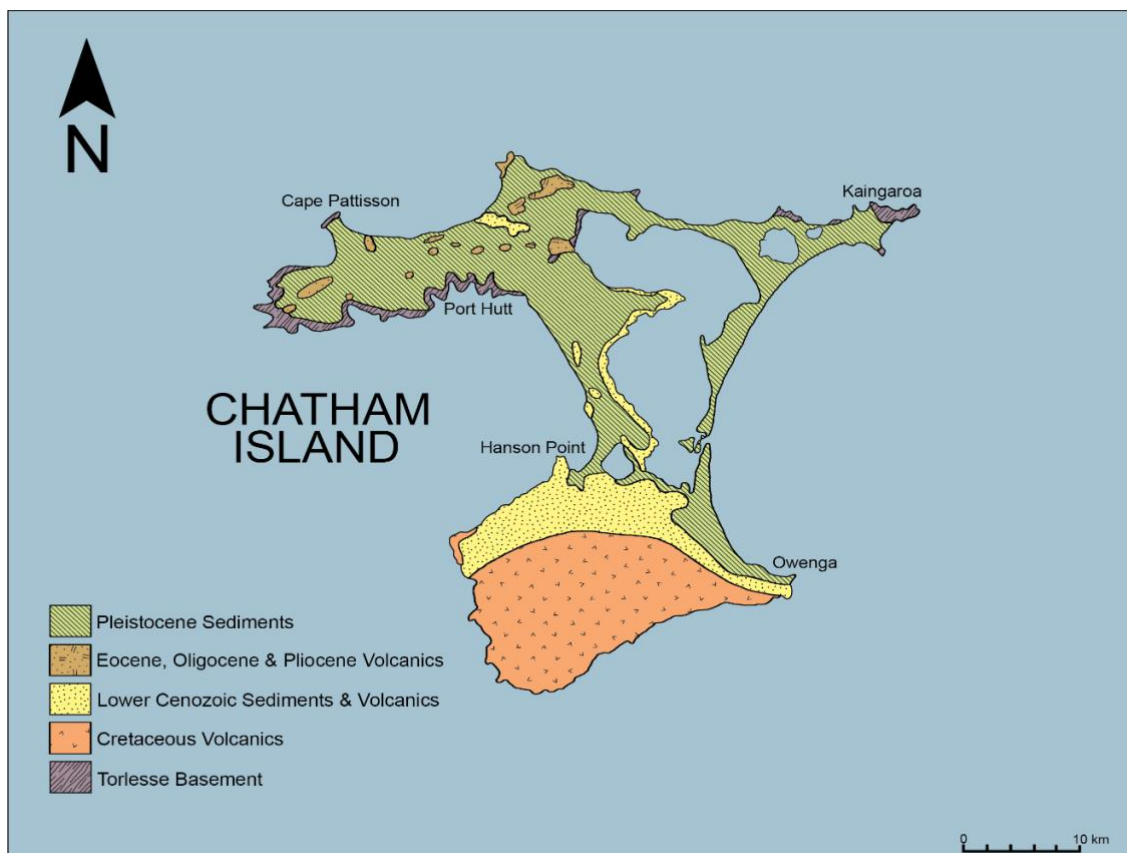 N
Cape Pattisson
Kaingaroa
Port Hutt
CHATHAM
ISLAND
Hanson Point
Owenga
Pleistocene Sediments
Eocene, Oligocene & Pliocene Volcanics
Lower Cenozoic Sediments & Volcanics
Cretaceous Volcanics
Torlesse Basement
0 10 km